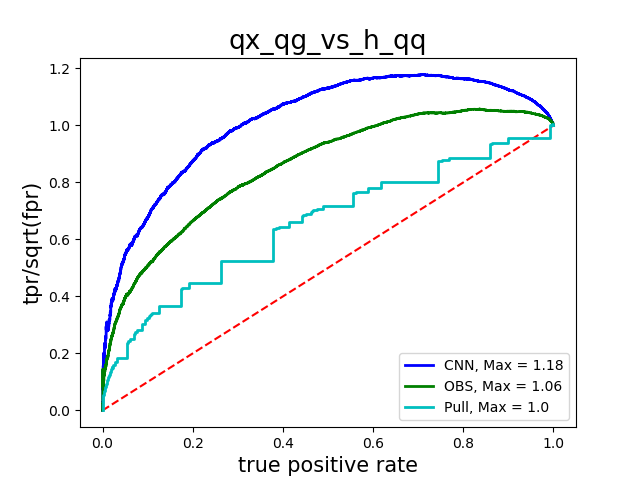 qx_qg_vs_h_qq
tpr/sqrt(fpr)
1.2
1.0
0.8
0.6
0.4
0.2
0.0
CNN, Max = 1.18
OBS, Max = 1.06
Pull, Max = 1.0
0.0 0.2 0.4 0.6 0.8 1.0
true positive rate